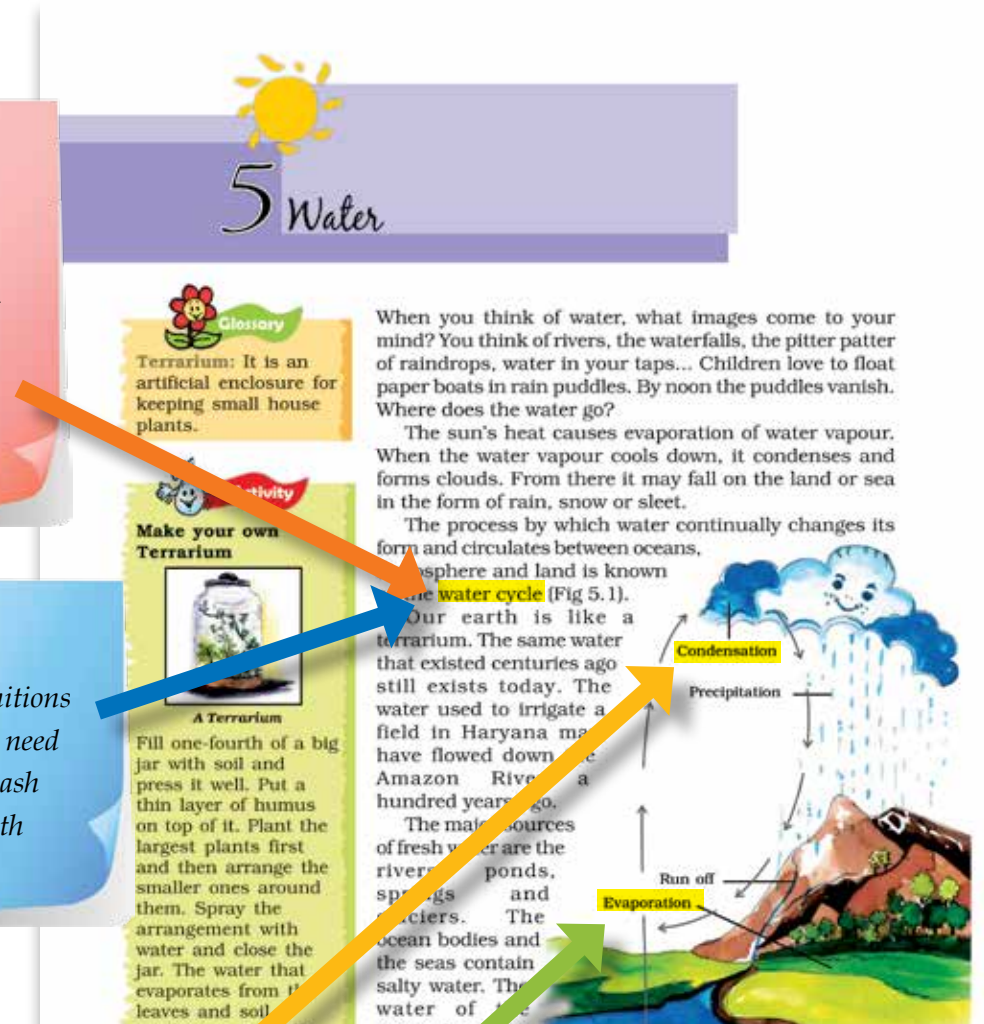 5 Water
Glossary
Terrarium: It is an
artificial enclosure for
keeping small house
plants.
Make your own
Terrarium
A Terrarium
Fill one-fourth of a big
jar with soil and
press it well. Put a
thin layer of humus
on top of it. Plant the
largest plants first
and then arrange the
smaller ones around
them. Spray the
arrangement with
water and close the
jar. The water that
evaporates from
leaves and soil
When you think of water, what images come to your
mind? You think of rivers, the waterfalls, the pitter patter
of raindrops, water in your taps... Children love to float
paper boats in rain puddles. By noon the puddles vanish.
Where does the water go?
The sun's heat causes evaporation of water vapour.
When the water vapour cools down, it condenses and
forms clouds. From there it may fall on the land or sea
in the form of rain, snow or sleet.
The process by which water continually changes its
form and circulates between oceans,
and land is known
water cycle (Fig 5.1).
Our earth is like a
terrarium. The same water
that existed centuries ago
still exists today. The
water used to irrigate a
field in Haryana
have flowed down
Amazon River a
hundred years
The major sources
of fresh water are the
rivers, ponds,
springs and
The
ocean bodies and
the seas contain
salty water. The
water of
Condensation
Precipitation
Run off
Evaporation
need